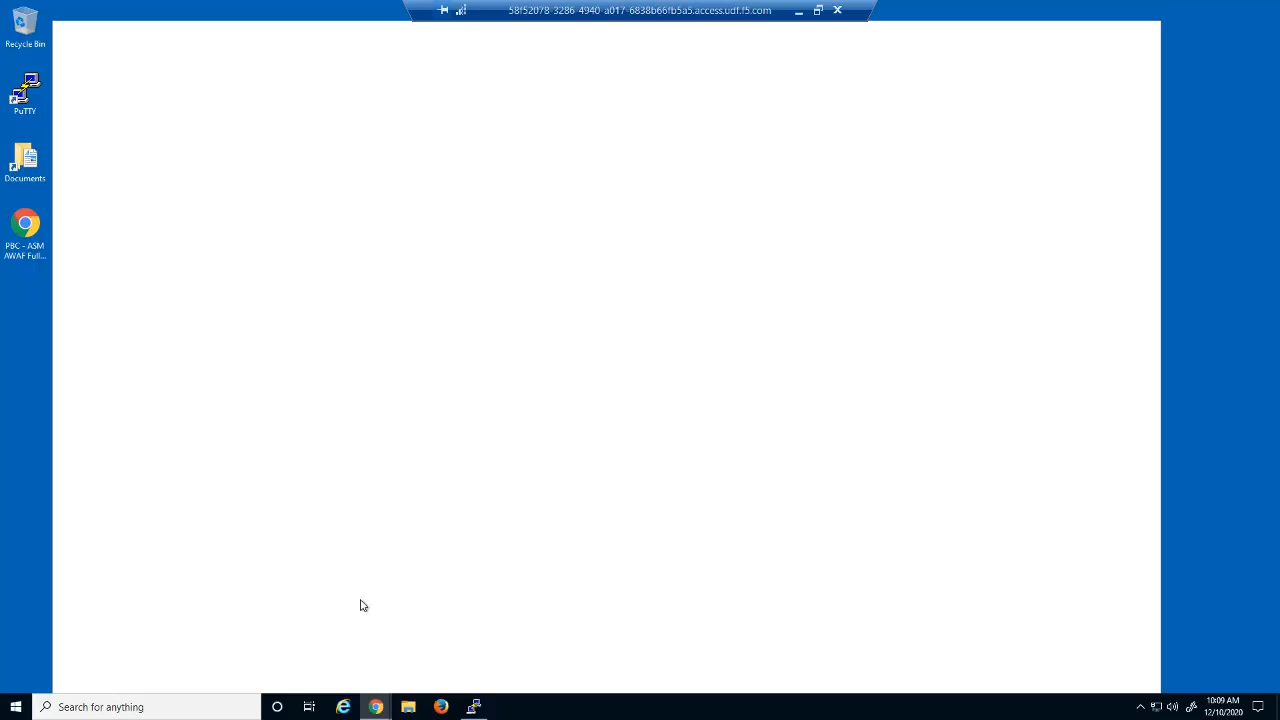 58f52078-3286-4940-a017-6838b66fb5a5.access.udf.f5.com
Recycle Bin
PuTTY
Documents
PBC - ASM
AWAF Full...
Search for anything
10:09 AM
12/10/2020